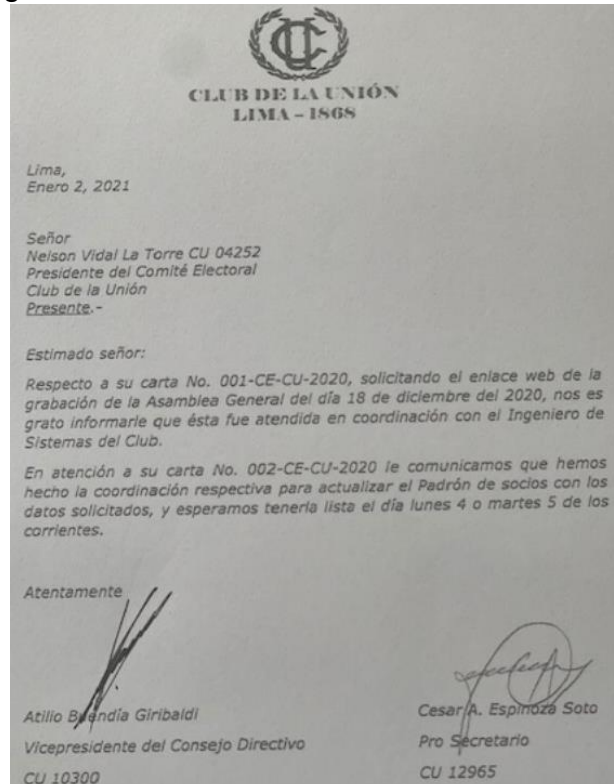 CLUB DE LA UNIÓN
LIMA – 1868
Lima,
Enero 2, 2021
Señor
Nelson Vidal La Torre CU 04252
Presidente del Comité Electoral
Club de la Unión
Presente.-
Estimado señor:
Respecto a su carta No. 001-CE-CU-2020, solicitando el enlace web de la
grabación de la Asamblea General del día 18 de diciembre del 2020, nos es
grato informarle que ésta fue atendida en coordinación con el Ingeniero de
Sistemas del Club.
En atención a su carta No. 002-CE-CU-2020 le comunicamos que hemos
hecho la coordinación respectiva para actualizar el Padrón de socios con los
datos solicitados, y esperamos tenerla lista el día lunes 4 o martes 5 de los
corrientes.
Atentamente
Atilio Buendía Giribaldi
Vicepresidente del Consejo Directivo
CU 10300
Cesar A. Espinoza Soto
Pro Secretario
CU 12965